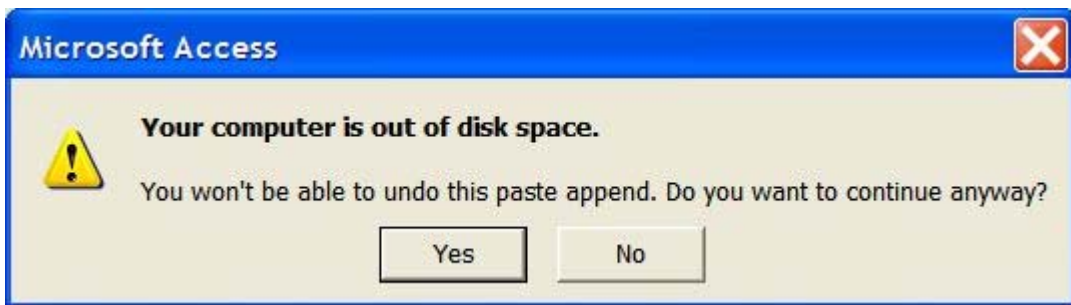 Microsoft Access
Your computer is out of disk space.
You won't be able to undo this paste append. Do you want to continue anyway?
Yes No